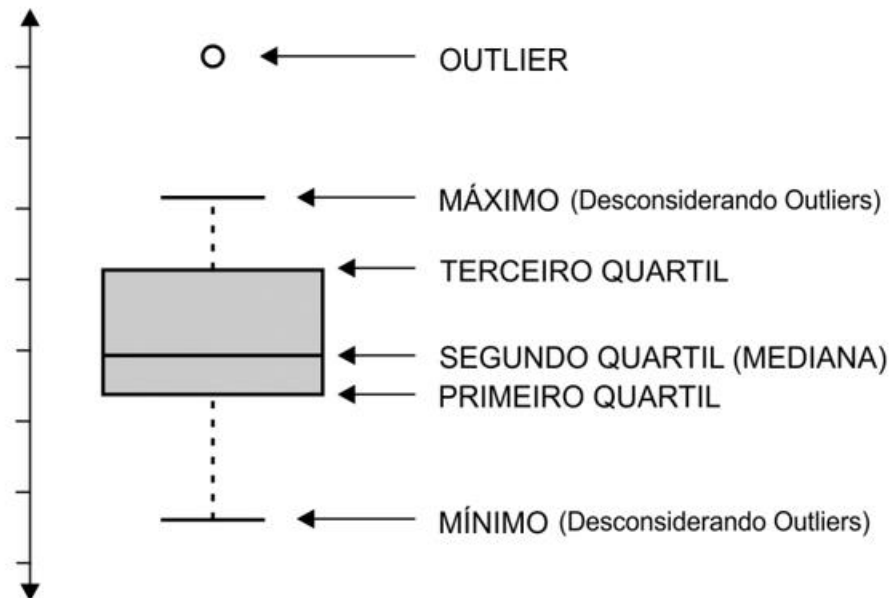 OUTLIER
MÁXIMO (Desconsiderando Outliers)
TERCEIRO QUARTIL
SEGUNDO QUARTIL (MEDIANA)
PRIMEIRO QUARTIL
MÍNIMO (Desconsiderando Outliers)